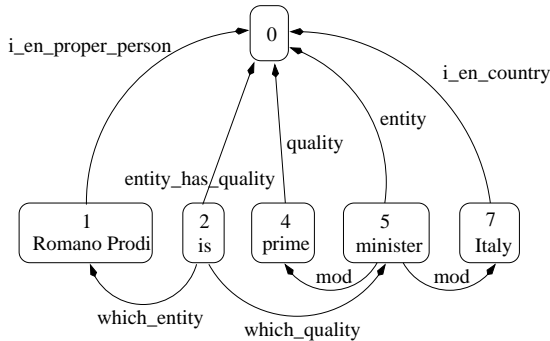 0
i_en_proper_person
i_en_country
entity
quality
entity_has_quality
1
Romano Prodi
2
is
4
prime
5
minister
7
Italy
mod
mod
which_entity
which_quality